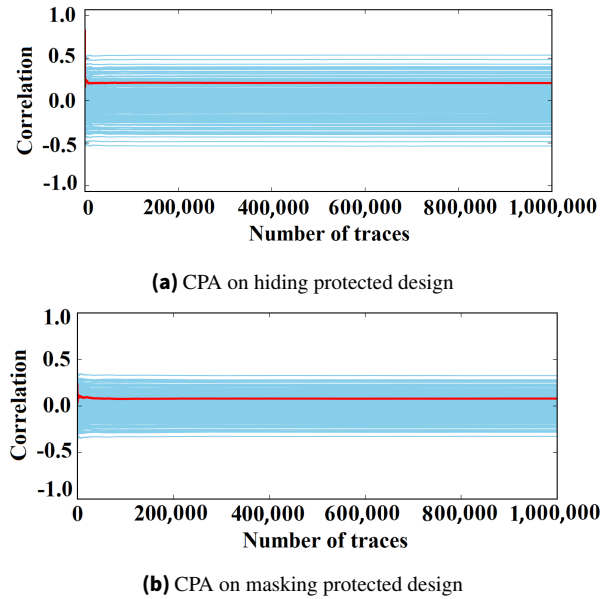 1.0
0.5
0.0
-0.5
-1.0
Correlation
0 200,000 400,000 600,000 800,000 1,000,000
Number of traces
(a) CPA on hiding protected design
1.0
0.5
0.0
-0.5
-1.0
Correlation
0 200,000 400,000 600,000 800,000 1,000,000
Number of traces
(b) CPA on masking protected design